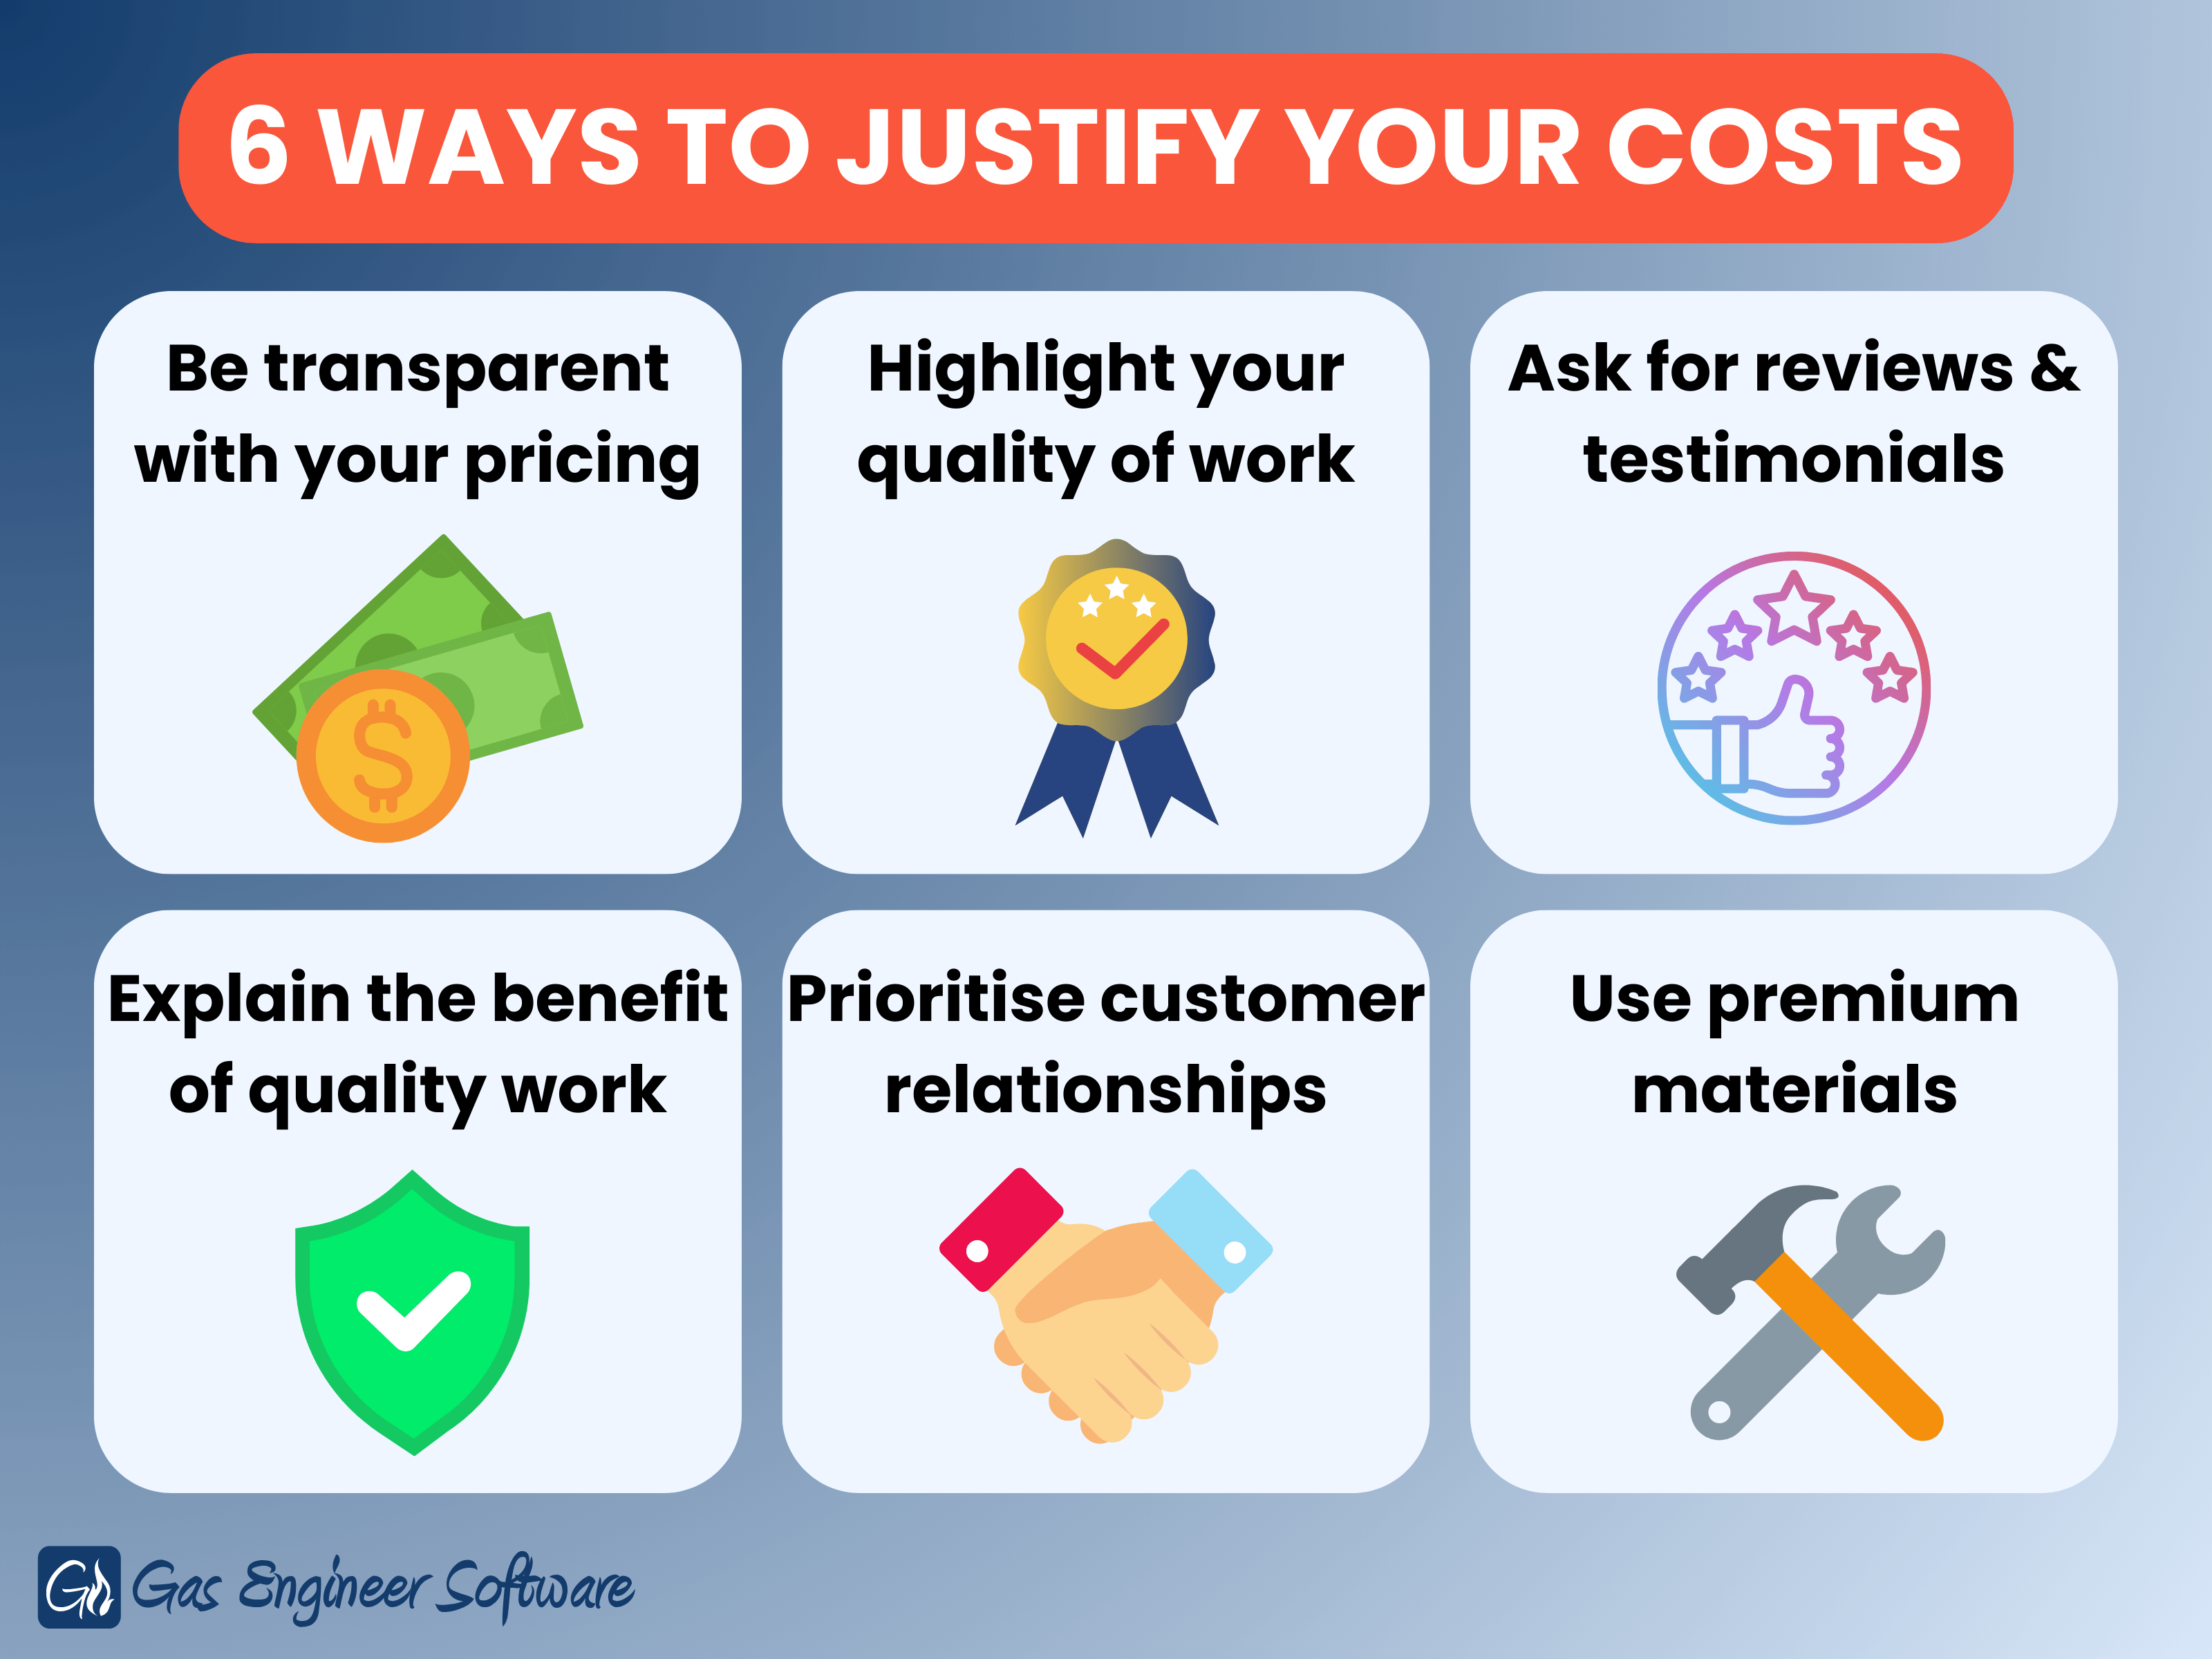 6 WAYS TO JUSTIFY YOUR COSTS
Be transparent
with your pricing
Highlight your
quality of work
Ask for reviews &
testimonials
Explain the benefit
of quality work
Prioritise customer
relationships
Use premium
materials
G Gas Engineer Software